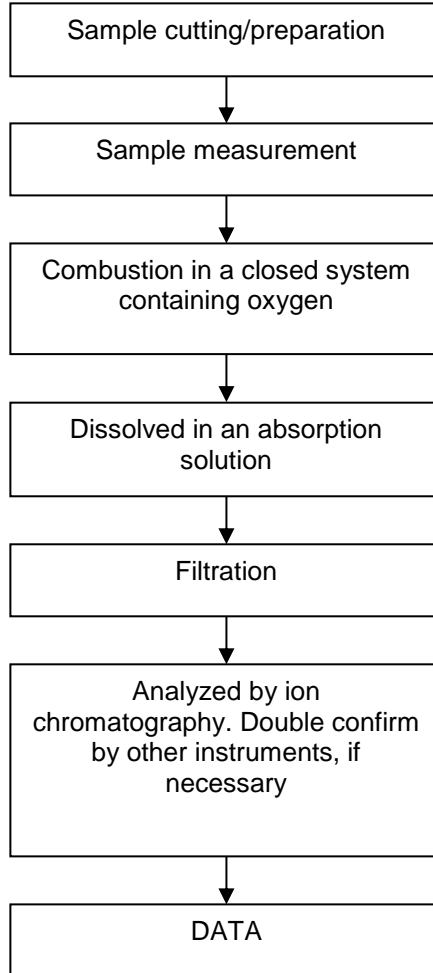 Sample cutting/preparation
Sample measurement
Combustion in a closed system
containing oxygen
Dissolved in an absorption
solution
Filtration
Analyzed by ion
chromatography. Double confirm
by other instruments, if
necessary
DATA